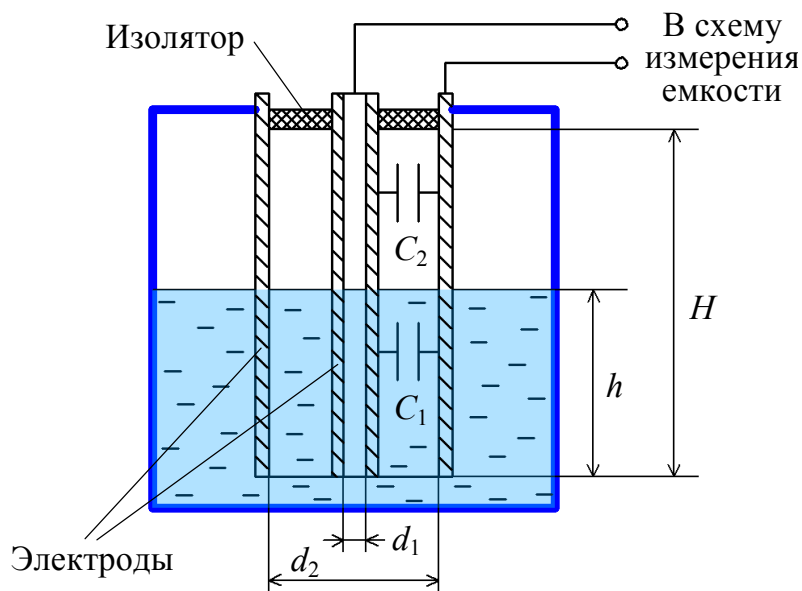 Изолятор
В схему
измерения
емкости
C2
H
h
C1
Электроды
d2
d1